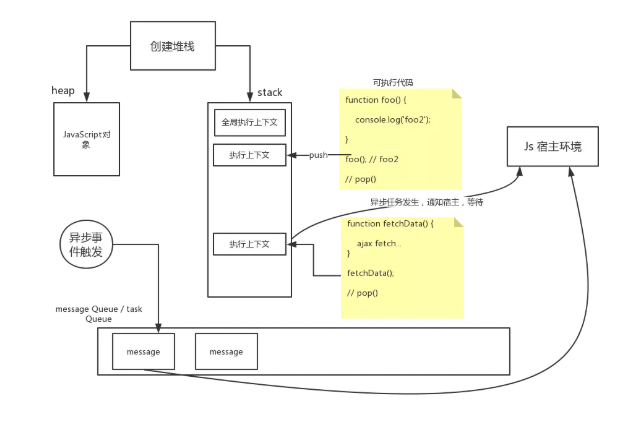 创建堆栈
heap
stack
JavaScript对
象
全局执行上下文
执行上下文
push
可执行代码
function foo() {
console.log('foo2');
}
foo(); // foo2
// pop()
Js 宿主环境
异步任务发生，通知宿主，等待
执行上下文
function fetchData() {
ajax fetch..
}
fetchData();
// pop()
异步事
件触发
message Queue / task
Queue
message
message